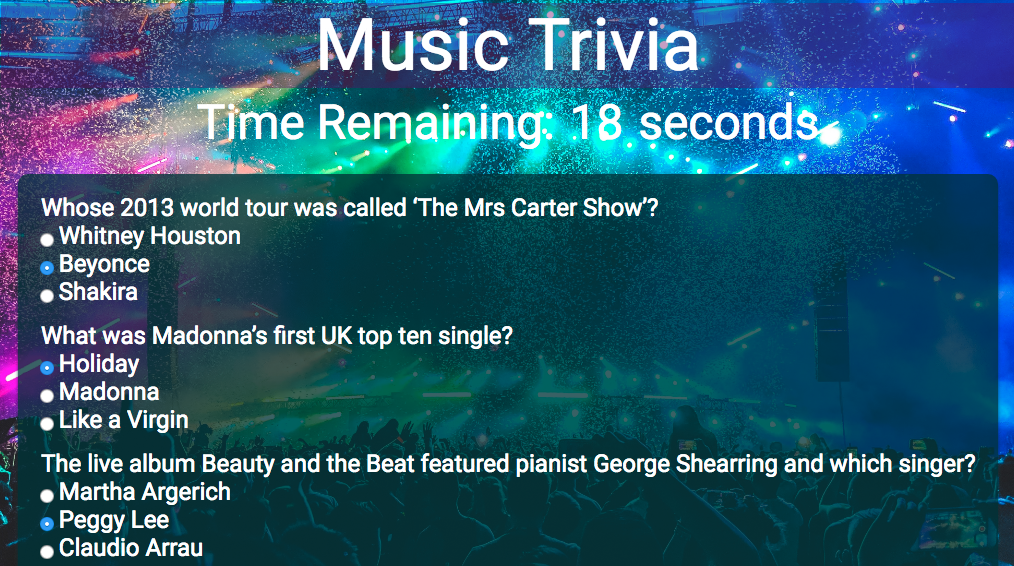 Music Trivia
Time Remaining: 18 seconds
Whose 2013 world tour was called ‘The Mrs Carter Show’?
Whitney Houston
Beyonce
Shakira
What was Madonna’s first UK top ten single?
Holiday
Madonna
Like a Virgin
The live album Beauty and the Beat featured pianist George Shearring and which singer?
Martha Argerich
Peggy Lee
Claudio Arrau